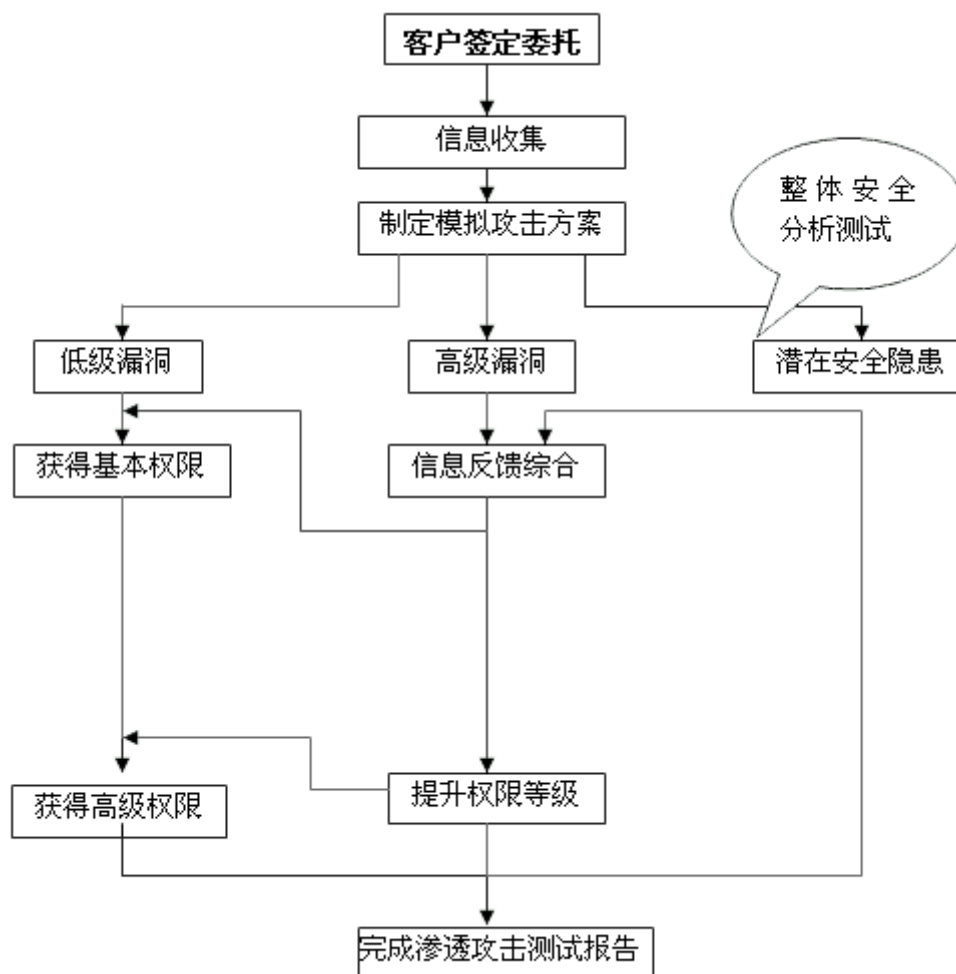 客户签定委托
信息收集
制定模拟攻击方案
整体安全
分析测试
低级漏洞
高级漏洞
潜在安全隐患
获得基本权限
信息反馈综合
获得高级权限
提升权限等级
完成渗透攻击测试报告